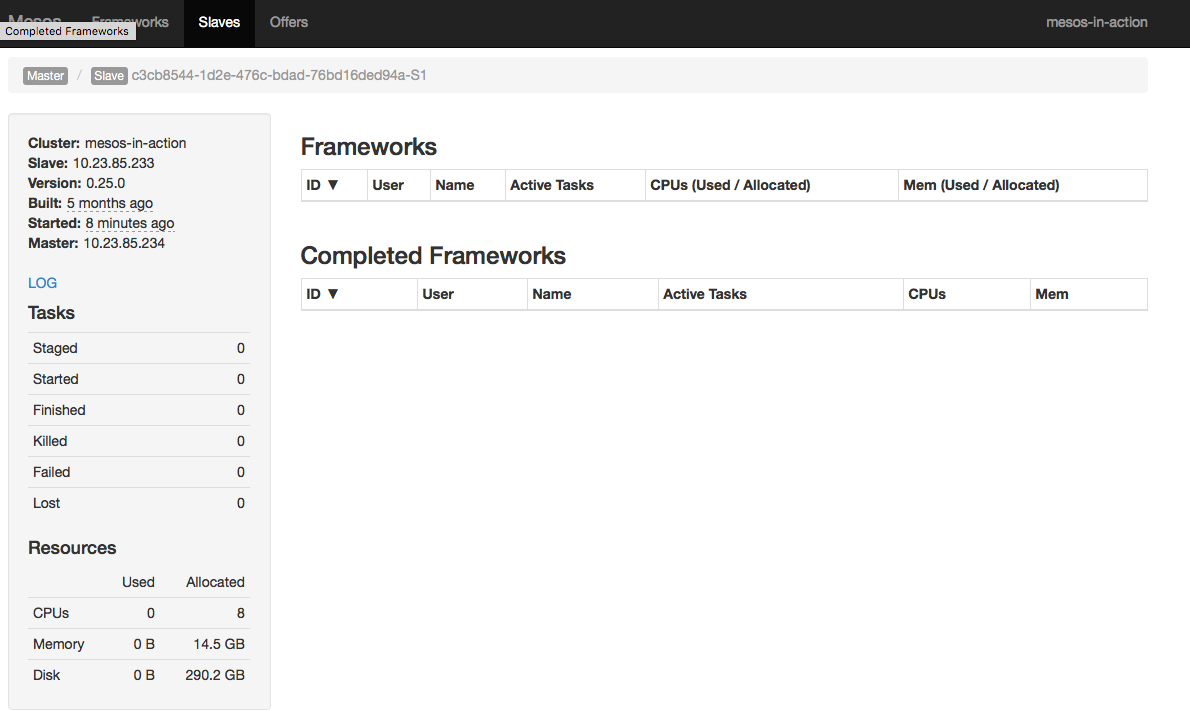 Mesos Frameworks Slaves Offers mesos-in-action
Completed Frameworks
Master / Slave c3cb8544-1d2e-476c-bdad-76bd16ded94a-S1
Cluster: mesos-in-action
Slave: 10.23.85.233
Version: 0.25.0
Built: 5 months ago
Started: 8 minutes ago
Master: 10.23.85.234
LOG
Tasks
Staged 0
Started 0
Finished 0
Killed 0
Failed 0
Lost 0
Resources
Used Allocated
CPUs 0 8
Memory 0 B 14.5 GB
Disk 0 B 290.2 GB
Frameworks
ID ▼ User Name Active Tasks CPUs (Used / Allocated) Mem (Used / Allocated)
Completed Frameworks
ID ▼ User Name Active Tasks CPUs Mem